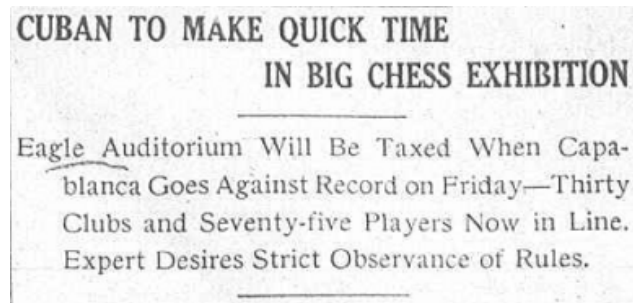 CUBAN TO MAKE QUICK TIME
IN BIG CHESS EXHIBITION
Eagle Auditorium Will Be Taxed When Capa-
blanca Goes Against Record on Friday—Thirty
Clubs and Seventy-five Players Now in Line.
Expert Desires Strict Observance of Rules.